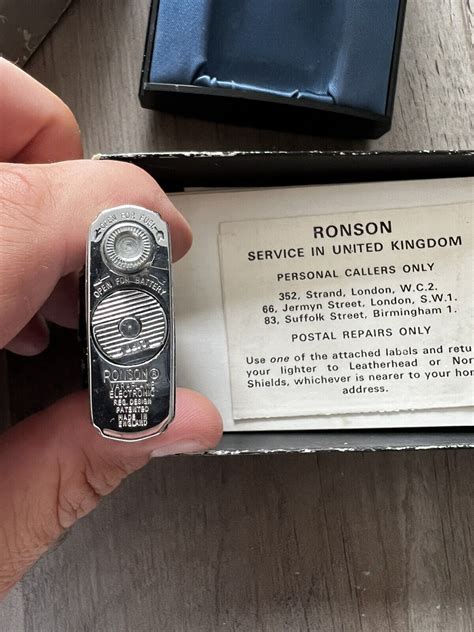 OPEN FOR FUEL
OPEN FOR BATTERY
RONSON®
VARAFLAME
ELECTRONIC
REG. DESIGN
PATENTED
MADE IN
ENGLAND
RONSON
SERVICE IN UNITED KINGDOM
PERSONAL CALLERS ONLY
352, Strand, London, W.C.2.
66, Jermyn Street, London, S.W.1.
83, Suffolk Street, Birmingham 1.
POSTAL REPAIRS ONLY
Use one of the attached labels and retu
your lighter to Leatherhead or Nor
Shields, whichever is nearer to your hom
address.